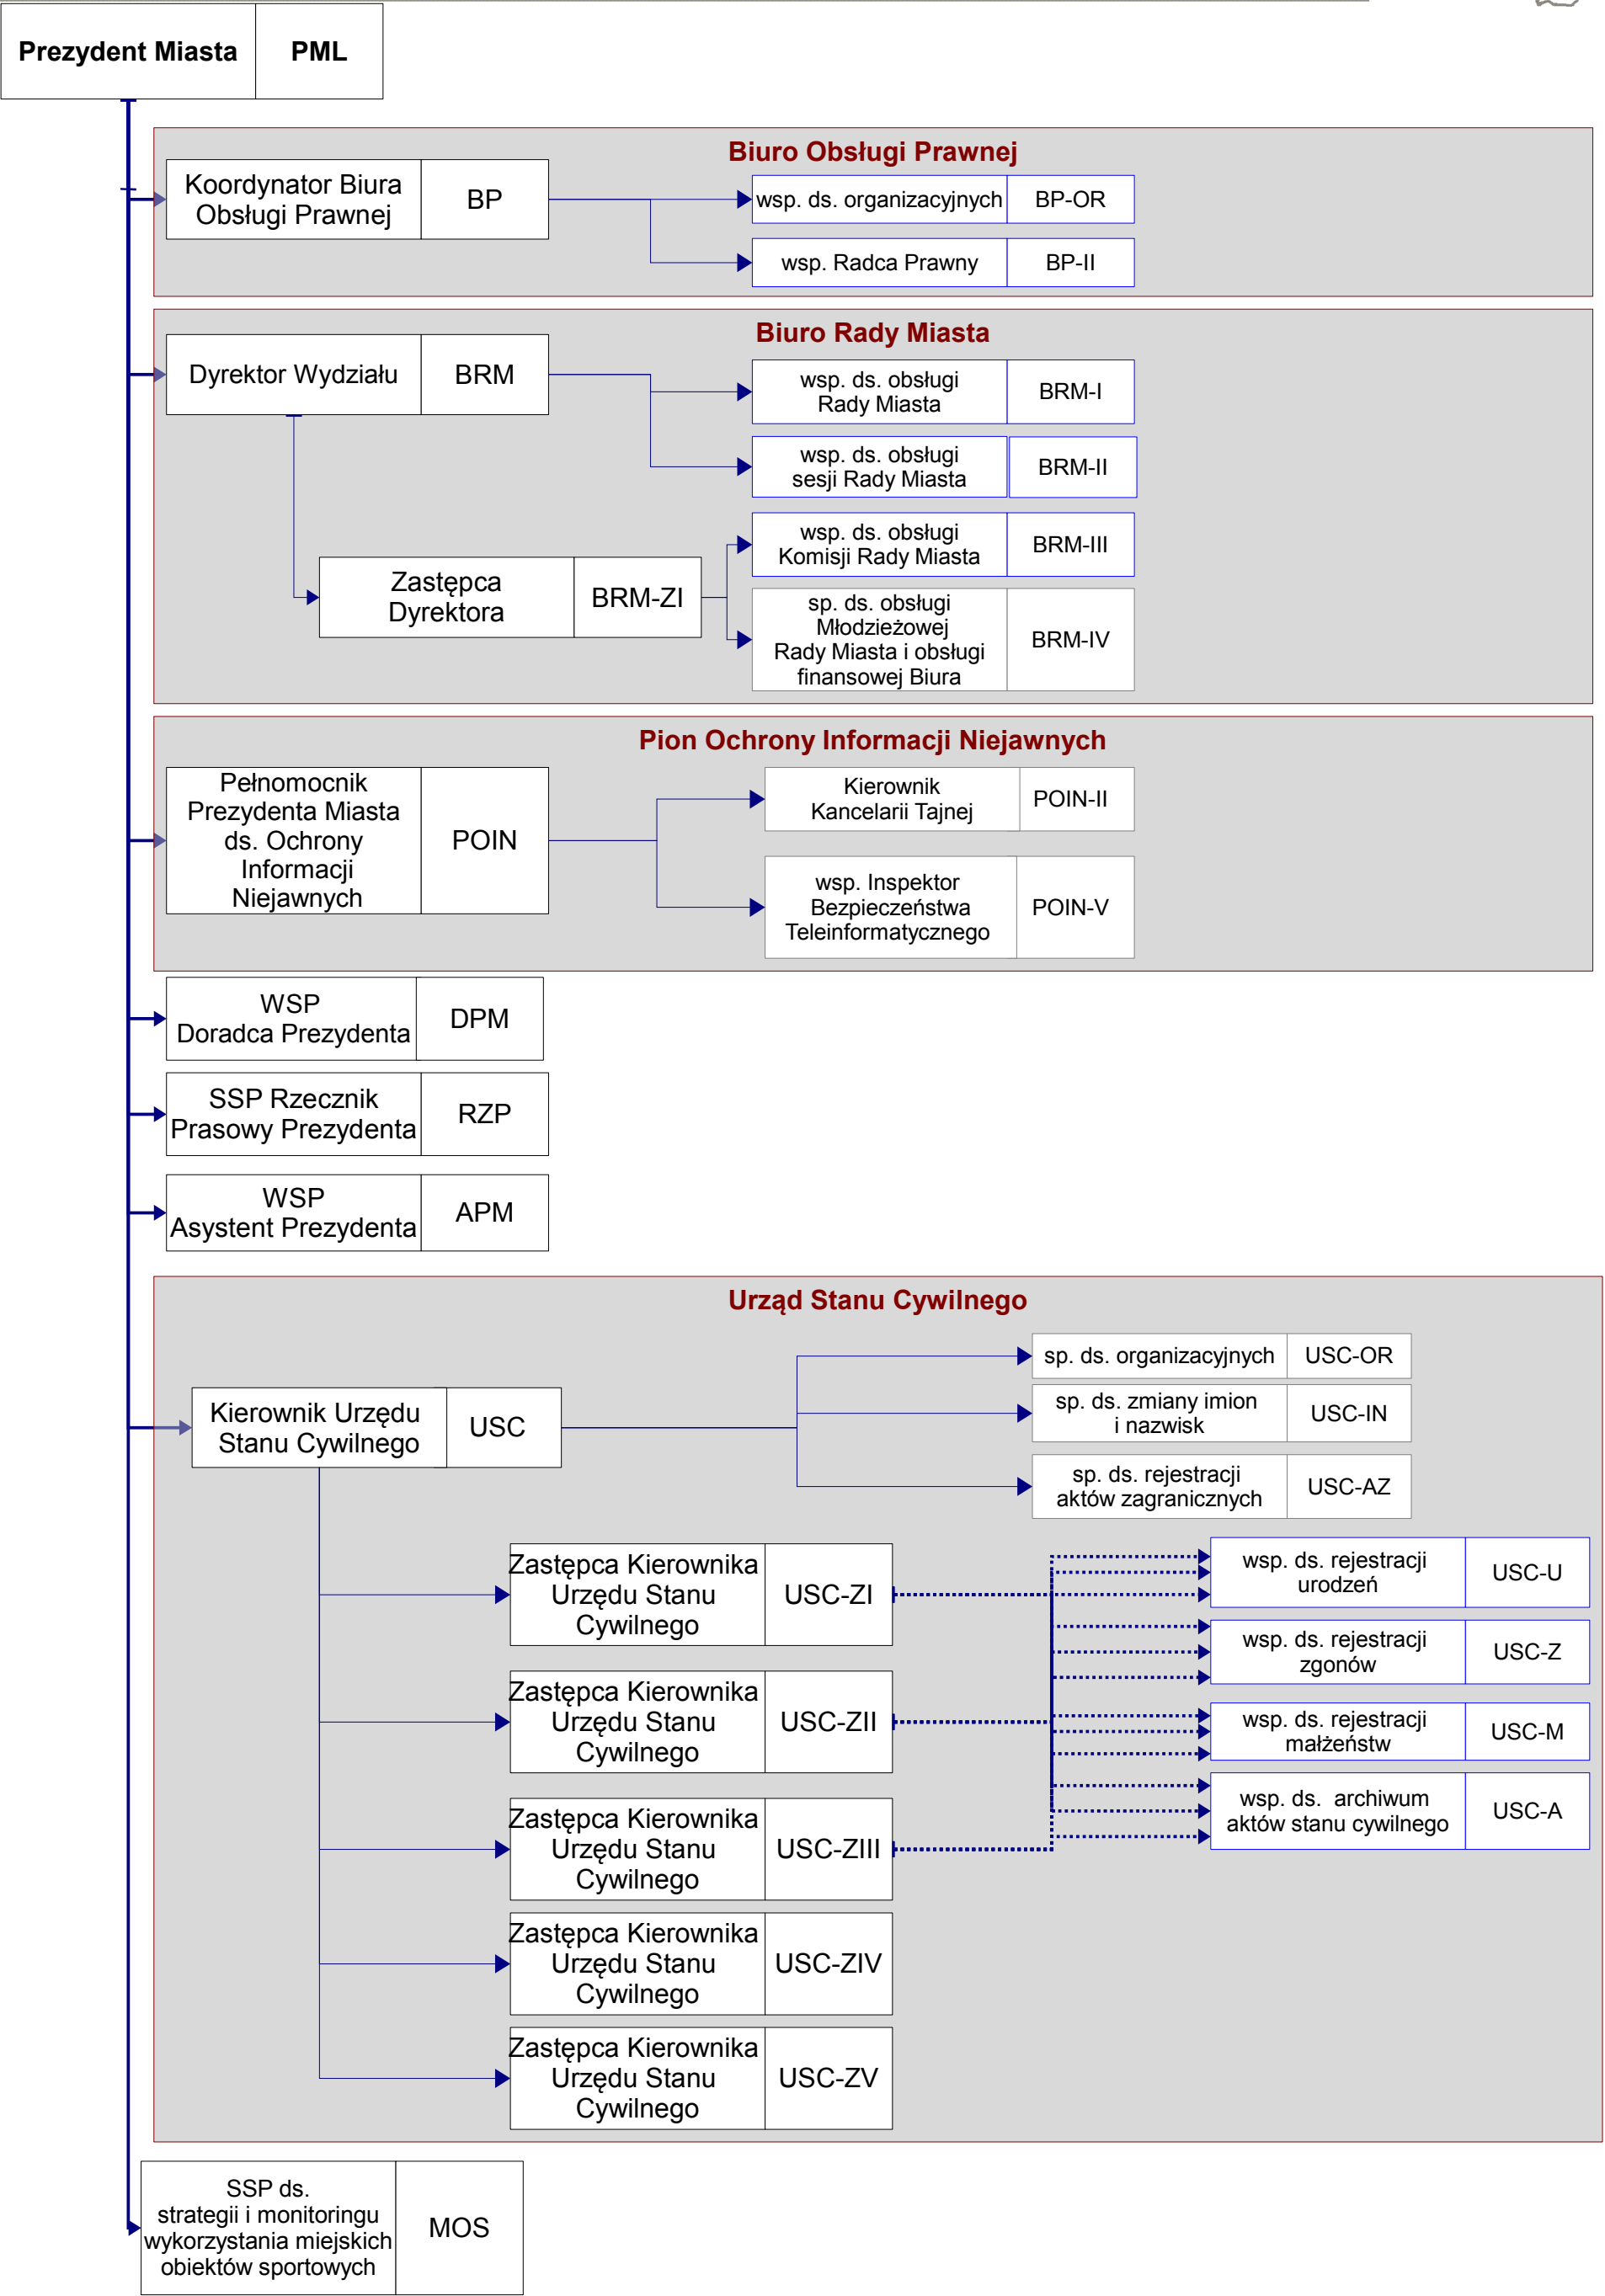 Prezydent Miasta
PML
Biuro Obsługi Prawnej
Koordynator Biura
Obsługi Prawnej
BP
wsp. ds. organizacyjnych
BP-OR
wsp. Radca Prawny
BP-II
Biuro Rady Miasta
Dyrektor Wydziału
BRM
wsp. ds. obsługi
Rady Miasta
BRM-I
wsp. ds. obsługi
sesji Rady Miasta
BRM-II
wsp. ds. obsługi
Komisji Rady Miasta
BRM-III
Zastępca
Dyrektora
BRM-ZI
sp. ds. obsługi
Młodzieżowej
Rady Miasta i obsługi
finansowej Biura
BRM-IV
Pion Ochrony Informacji Niejawnych
Pełnomocnik
Prezydenta Miasta
ds. Ochrony
Informacji
Niejawnych
POIN
Kierownik
Kancelarii Tajnej
POIN-II
wsp. Inspektor
Bezpieczeństwa
Teleinformatycznego
POIN-V
WSP
Doradca Prezydenta
DPM
SSP Rzecznik
Prasowy Prezydenta
RZP
WSP
Asystent Prezydenta
APM
Urząd Stanu Cywilnego
sp. ds. organizacyjnych
USC-OR
Kierownik Urzędu
Stanu Cywilnego
USC
sp. ds. zmiany imion
i nazwisk
USC-IN
sp. ds. rejestracji
aktów zagranicznych
USC-AZ
Zastępca Kierownika
Urzędu Stanu
Cywilnego
USC-ZI
wsp. ds. rejestracji
urodzeń
USC-U
wsp. ds. rejestracji
zgonów
USC-Z
Zastępca Kierownika
Urzędu Stanu
Cywilnego
USC-ZII
wsp. ds. rejestracji
małżeństw
USC-M
wsp. ds. archiwum
aktów stanu cywilnego
USC-A
Zastępca Kierownika
Urzędu Stanu
Cywilnego
USC-ZIII
Zastępca Kierownika
Urzędu Stanu
Cywilnego
USC-ZIV
Zastępca Kierownika
Urzędu Stanu
Cywilnego
USC-ZV
SSP ds.
strategii i monitoringu
wykorzystania miejskich
obiektów sportowych
MOS